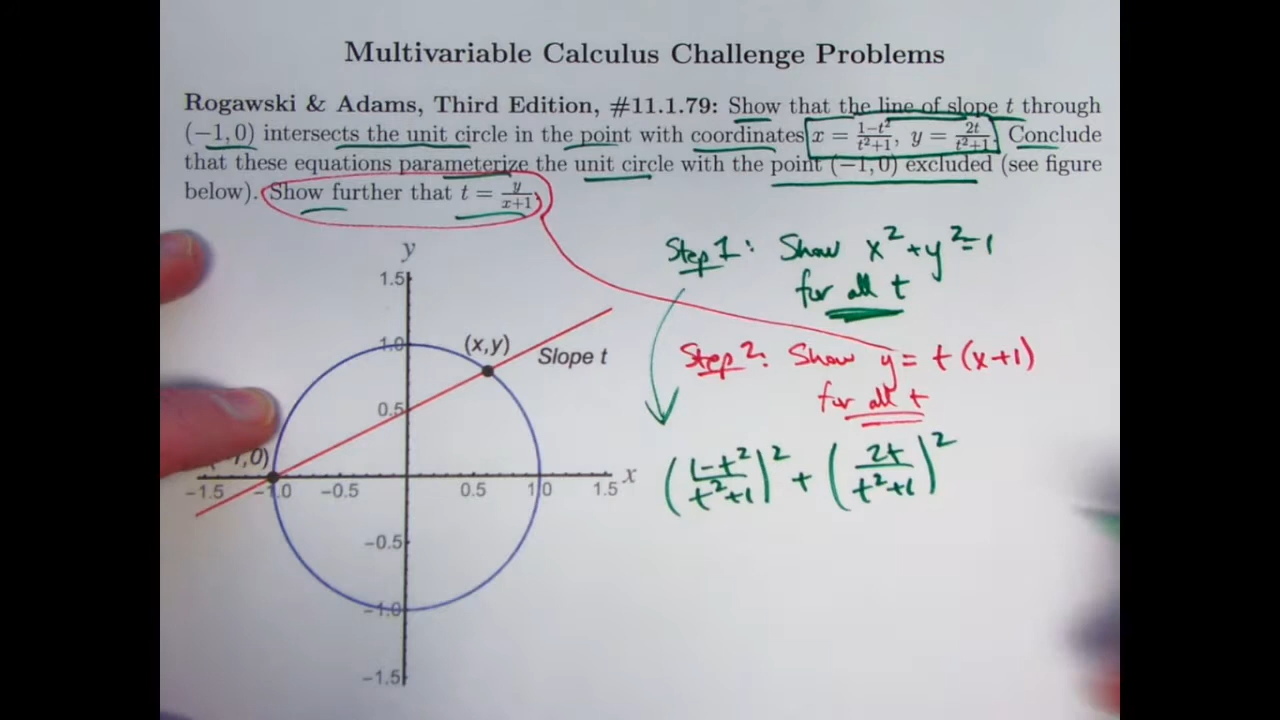 Multivariable Calculus Challenge Problems
Rogawski & Adams, Third Edition, #11.1.79: Show that the line of slope t through
(−1, 0) intersects the unit circle in the point with coordinates x = (1−t²)/(t²+1), y = 2t/(t²+1). Conclude
that these equations parameterize the unit circle with the point (−1, 0) excluded (see figure
below). Show further that t = y/(x+1).
Step 1: Show x² + y² = 1
for all t
Step 2: Show y = t(x+1)
for all t
((1−t²)/(t²+1))² + (2t/(t²+1))²
y
1.5
1.0
(x,y)
Slope t
0.5
1,0)
−1.5
−1.0
−0.5
0.5
1.0
1.5
x
−0.5
−1.0
−1.5